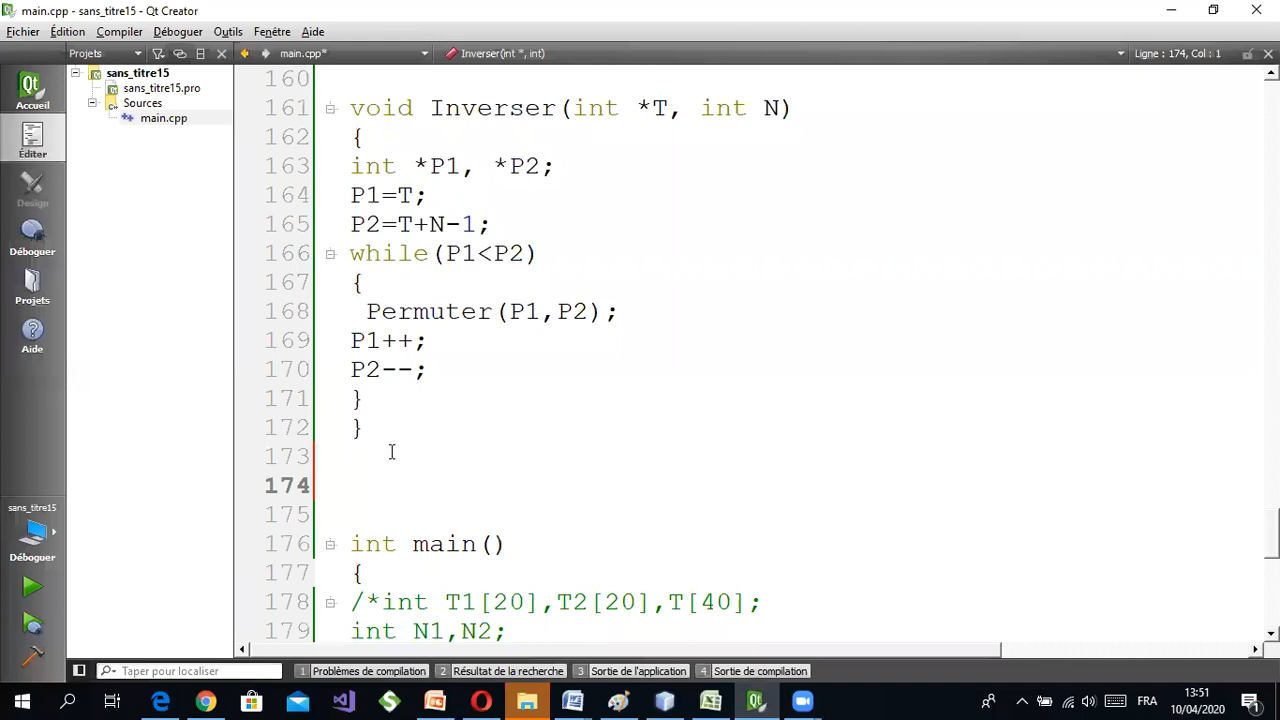 main.cpp - sans_titre15 - Qt Creator
Fichier Édition Compiler Déboguer Outils Fenêtre Aide
Projets main.cpp* Inverser(int *, int) Ligne : 174, Col : 1
sans_titre15
sans_titre15.pro
Sources
main.cpp
Qt
Accueil
Éditer
Design
Déboguer
Projets
Aide
sans_titre15
Déboguer
160
161 void Inverser(int *T, int N)
162 {
163 int *P1, *P2;
164 P1=T;
165 P2=T+N-1;
166 while(P1<P2)
167 {
168 Permuter(P1,P2);
169 P1++;
170 P2--;
171 }
172 }
173
174
175
176 int main()
177 {
178 /*int T1[20],T2[20],T[40];
179 int N1,N2;
Taper pour localiser 1 Problèmes de compilation 2 Résultat de la recherche 3 Sortie de l'application 4 Sortie de compilation
FRA 13:51
10/04/2020 1